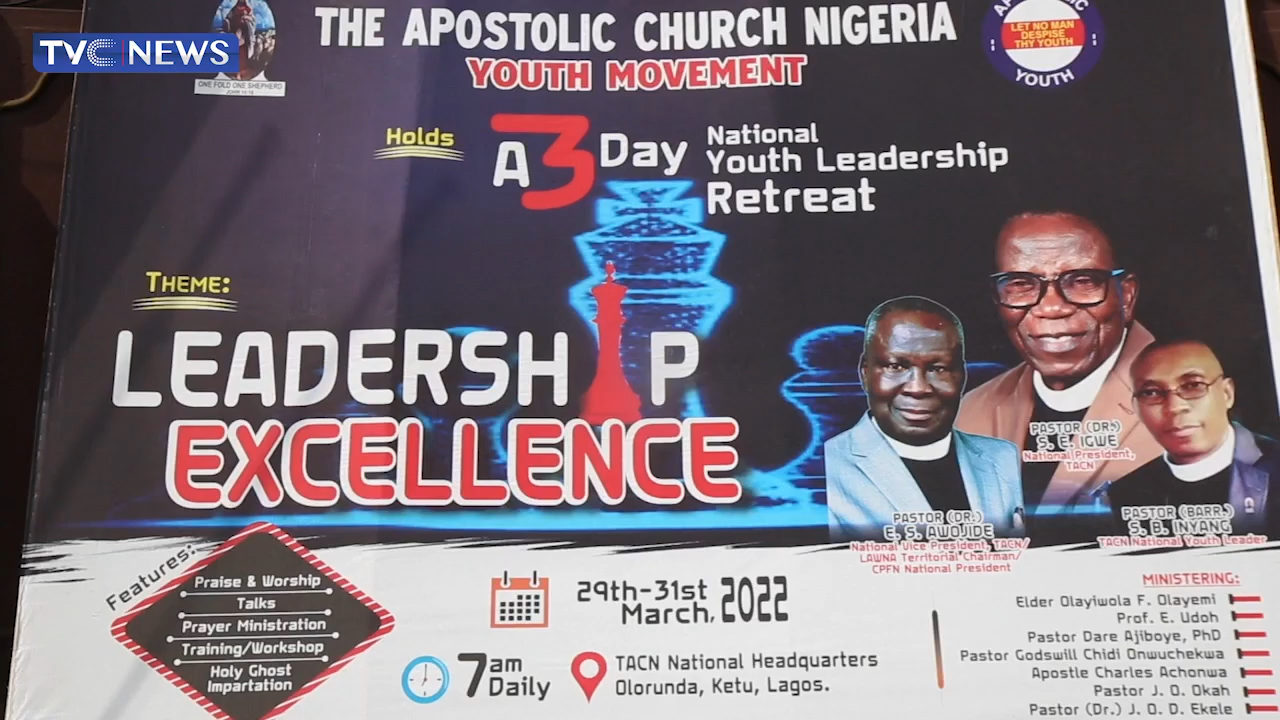 TVC NEWS
ONE FOLD ONE SHEPHERD
JOHN 10:16
THE APOSTOLIC CHURCH NIGERIA
YOUTH MOVEMENT
LET NO MAN
DESPISE
THY YOUTH
YOUTH
Holds
A 3 Day
National
Youth Leadership
Retreat
THEME:
LEADERSHIP
EXCELLENCE
PASTOR (DR.)
S. E. IGWE
National President,
TACN
PASTOR (DR.)
E. S. AWOJIDE
National Vice President, TACN/
LAWNA Territorial Chairman/
CPFN National President
PASTOR (BARR.)
S. B. INYANG
TACN National Youth Leader
Features:
Praise & Worship
Talks
Prayer Ministration
Training/Workshop
Holy Ghost
Impartation
29th-31st
March, 2022
7am
Daily
TACN National Headquarters
Olorunda, Ketu, Lagos.
MINISTERING:
Elder Olayiwola F. Olayemi
Prof. E. Udoh
Pastor Dare Ajiboye, PhD
Pastor Godswill Chidi Onwuchekwa
Apostle Charles Achonwa
Pastor J. O. Okah
Pastor (Dr.) J. O. D. Ekele